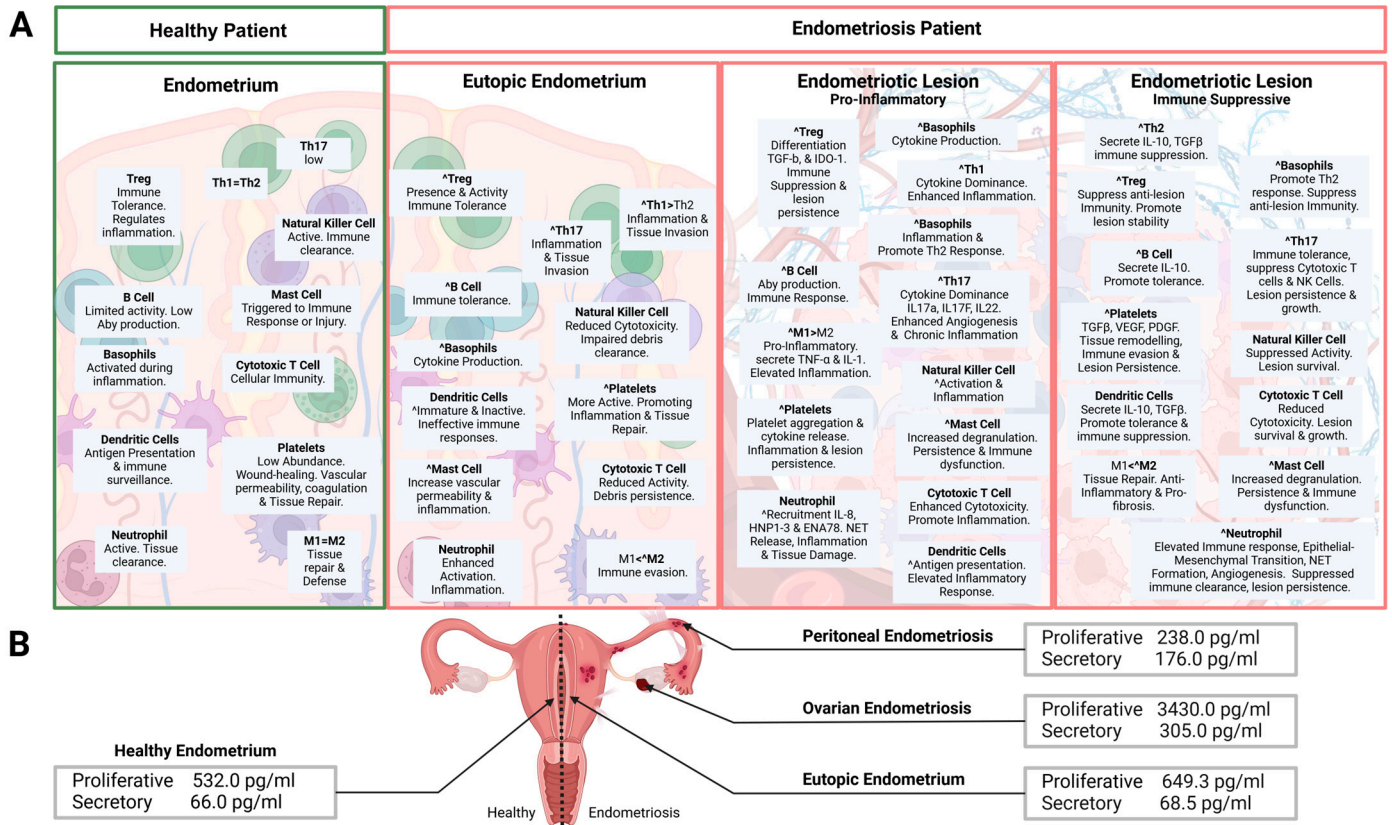 A
Healthy Patient
Endometriosis Patient
Endometrium
Th17
low
Treg
Immune
Tolerance.
Regulates
inflammation.
Th1=Th2
Natural Killer Cell
Active. Immune
clearance.
B Cell
Limited activity. Low
Aby production.
Mast Cell
Triggered to Immune
Response or Injury.
Basophils
Activated during
inflammation.
Cytotoxic T Cell
Cellular Immunity.
Dendritic Cells
Antigen Presentation
& immune
surveillance.
Platelets
Low Abundance.
Wound-healing. Vascular
permeability, coagulation
& Tissue Repair.
Neutrophil
Active. Tissue
clearance.
M1=M2
Tissue
repair &
Defense
Eutopic Endometrium
^Treg
Presence & Activity
Immune Tolerance
^Th1>Th2
Inflammation &
Tissue Invasion
^Th17
Inflammation
& Tissue
Invasion
^B Cell
Immune tolerance.
Natural Killer Cell
Reduced Cytotoxicity.
Impaired debris
clearance.
^Basophils
Cytokine Production.
Dendritic Cells
^Immature & Inactive.
Ineffective immune
responses.
^Platelets
More Active. Promoting
Inflammation & Tissue
Repair.
^Mast Cell
Increase vascular
permeability &
inflammation.
Cytotoxic T Cell
Reduced Activity.
Debris persistence.
Neutrophil
Enhanced
Activation.
Inflammation.
M1<^M2
Immune evasion.
Endometriotic Lesion
Pro-Inflammatory
^Treg
Differentiation
TGF-b, & IDO-1.
Immune
Suppression &
lesion
persistence
^Basophils
Cytokine Production.
^Th1
Cytokine Dominance.
Enhanced Inflammation.
^Basophils
Inflammation &
Promote Th2 Response.
^B Cell
Aby production.
Immune Response.
^Th17
Cytokine Dominance
IL17a, IL17F, IL22.
Enhanced Angiogenesis
& Chronic Inflammation
^M1>M2
Pro-Inflammatory.
secrete TNF-α & IL-1.
Elevated Inflammation.
Natural Killer Cell
^Activation &
Inflammation
^Platelets
Platelet aggregation &
cytokine release.
Inflammation & lesion
persistence.
^Mast Cell
Increased degranulation.
Persistence & Immune
dysfunction.
Neutrophil
^Recruitment IL-8,
HNP1-3 & ENA78. NET
Release, Inflammation
& Tissue Damage.
Cytotoxic T Cell
Enhanced Cytotoxicity.
Promote Inflammation.
Dendritic Cells
^Antigen presentation.
Elevated Inflammatory
Response.
Endometriotic Lesion
Immune Suppressive
^Th2
Secrete IL-10, TGFβ
immune suppression.
^Basophils
Promote Th2
response. Suppress
anti-lesion Immunity.
^Treg
Suppress anti-lesion
Immunity. Promote
lesion stability
^Th17
Immune tolerance,
suppress Cytotoxic T
cells & NK Cells.
Lesion persistence &
growth.
^B Cell
Secrete IL-10.
Promote tolerance.
^Platelets
TGFβ, VEGF, PDGF.
Tissue remodelling,
Immune evasion &
Lesion Persistence.
Natural Killer Cell
Suppressed Activity.
Lesion survival.
Dendritic Cells
Secrete IL-10, TGFβ.
Promote tolerance &
immune suppression.
Cytotoxic T Cell
Reduced
Cytotoxicity. Lesion
survival & growth.
M1<^M2
Tissue Repair. Anti-
Inflammatory & Pro-
fibrosis.
^Mast Cell
Increased degranulation.
Persistence & Immune
dysfunction.
^Neutrophil
Elevated Immune response, Epithelial-
Mesenchymal Transition, NET
Formation, Angiogenesis. Suppressed
immune clearance, lesion persistence.
B
Healthy Endometrium
Proliferative 532.0 pg/ml
Secretory 66.0 pg/ml
Healthy
Endometriosis
Peritoneal Endometriosis
Proliferative 238.0 pg/ml
Secretory 176.0 pg/ml
Ovarian Endometriosis
Proliferative 3430.0 pg/ml
Secretory 305.0 pg/ml
Eutopic Endometrium
Proliferative 649.3 pg/ml
Secretory 68.5 pg/ml